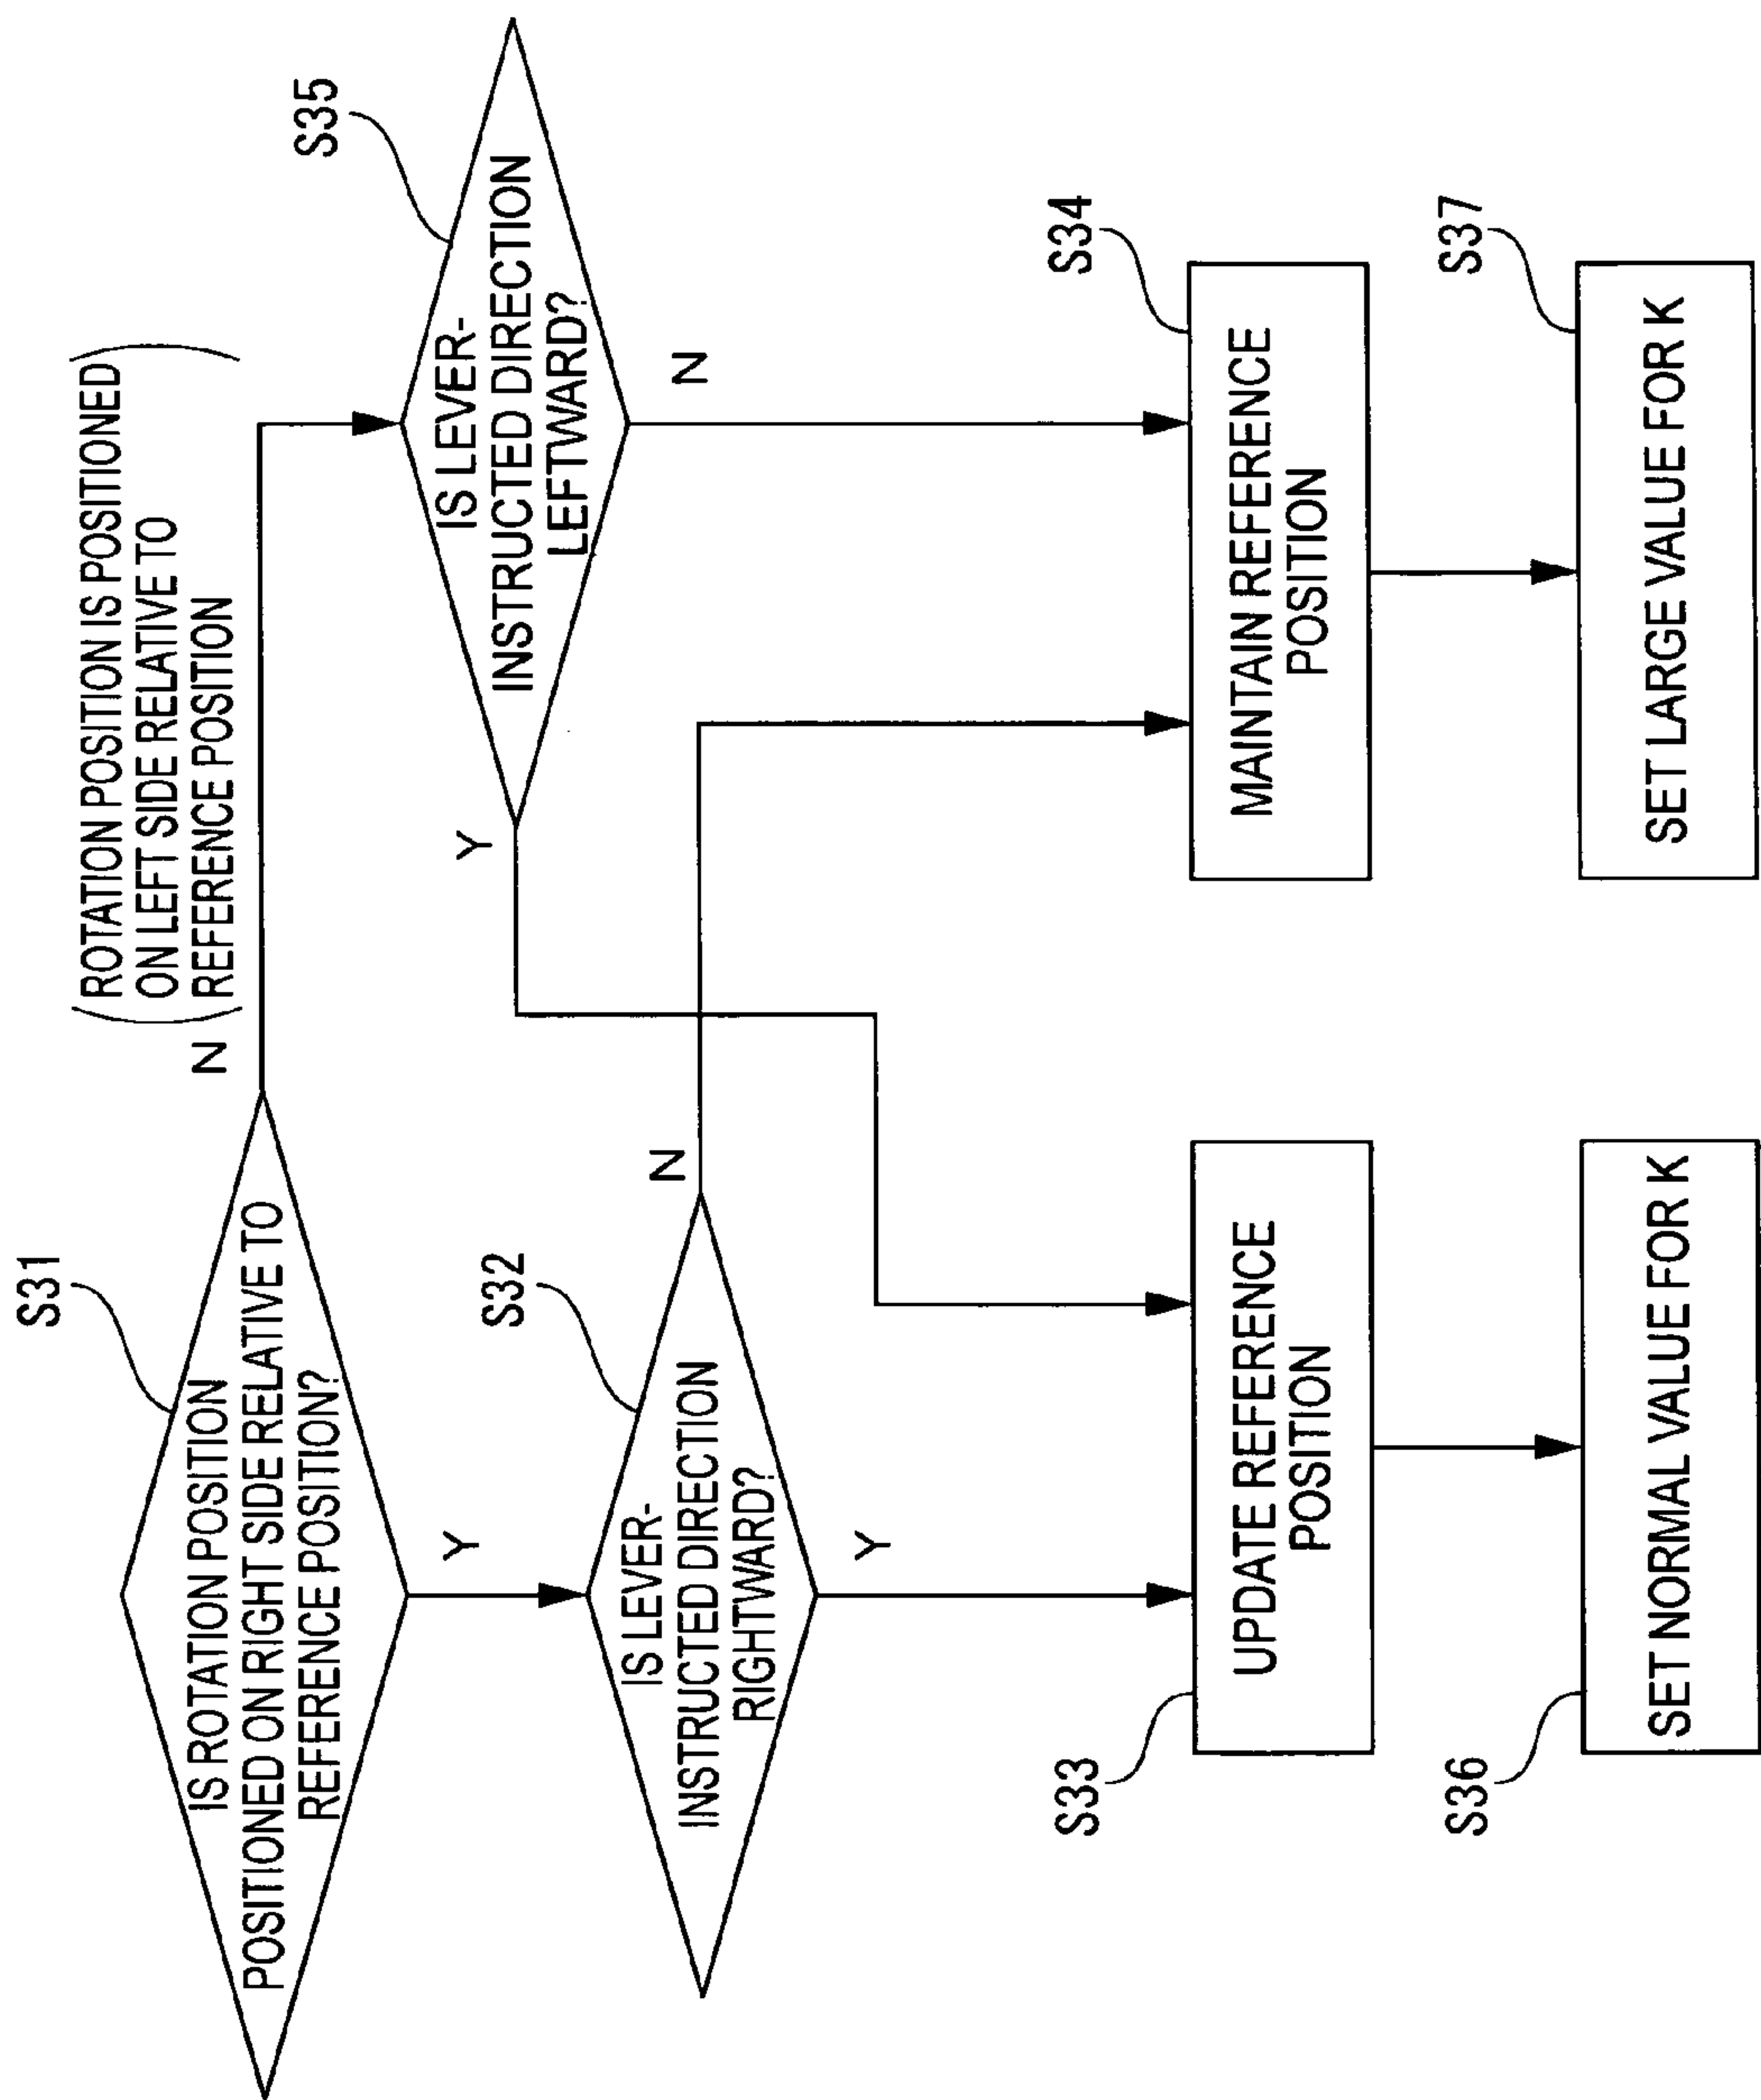 S31
IS ROTATION POSITION
POSITIONED ON RIGHT SIDE RELATIVE TO
REFERENCE POSITION?
N
ROTATION POSITION IS POSITIONED
ON LEFT SIDE RELATIVE TO
REFERENCE POSITION
Y
S32
IS LEVER-
INSTRUCTED DIRECTION
RIGHTWARD?
N
Y
S35
IS LEVER-
INSTRUCTED DIRECTION
LEFTWARD?
Y
N
S33
UPDATE REFERENCE
POSITION
S34
MAINTAIN REFERENCE
POSITION
S36
SET NORMAL VALUE FOR K
S37
SET LARGE VALUE FOR K